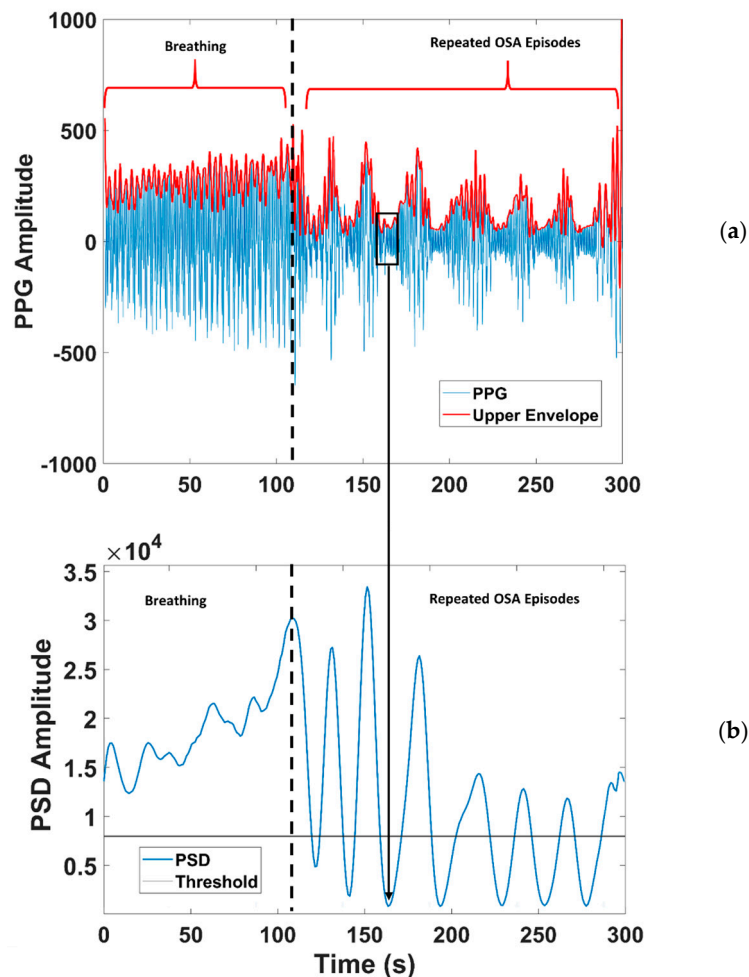 1000
Breathing
Repeated OSA Episodes
500
0
-500
-1000
PPG Amplitude
(a)
PPG
Upper Envelope
0
50
100
150
200
250
300
×10⁴
3.5
3
2.5
2
1.5
1
0.5
PSD Amplitude
Breathing
Repeated OSA Episodes
(b)
PSD
Threshold
0
50
100
150
200
250
300
Time (s)